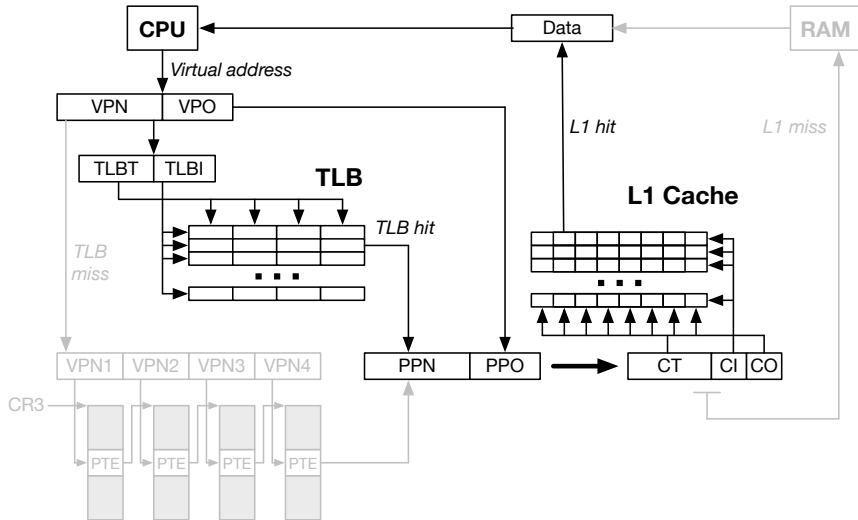 CPU
Data
RAM
Virtual address
VPN VPO
L1 hit
L1 miss
TLBT TLBI
TLB
L1 Cache
TLB hit
TLB
miss
VPN1 VPN2 VPN3 VPN4
PPN PPO
CT CI CO
CR3
PTE PTE PTE PTE